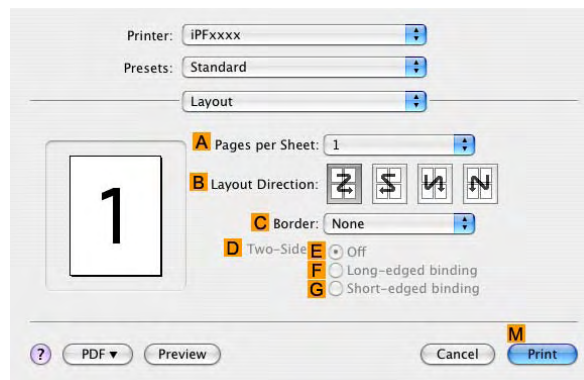 Printer: iPFxxxx
Presets: Standard
Layout
A Pages per Sheet: 1
B Layout Direction:
C Border: None
D Two-Side E Off
F Long-edged binding
G Short-edged binding
1
M
? PDF▼ Preview Cancel Print